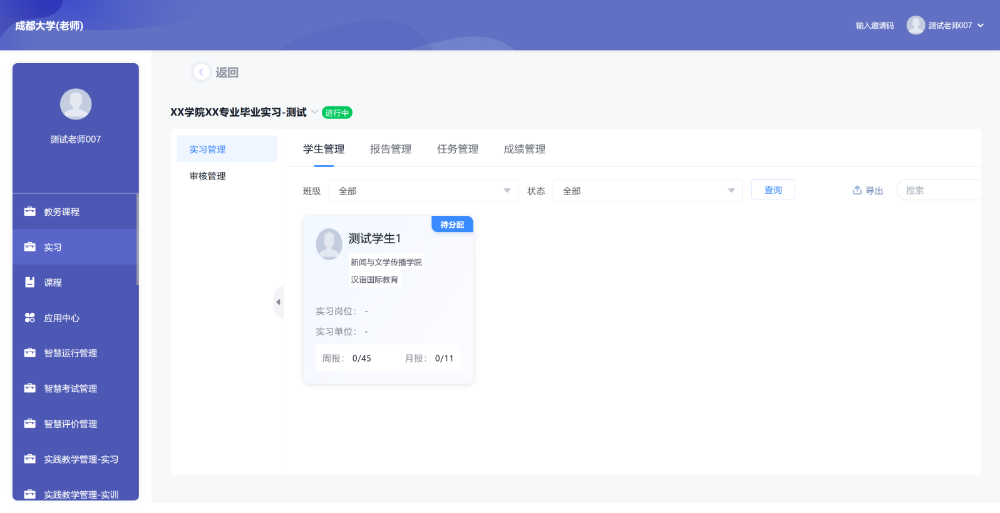 成都大学(老师)
输入邀请码
测试老师007
测试老师007
教务课程
实习
课程
应用中心
智慧运行管理
智慧考试管理
智慧评价管理
实践教学管理-实习
实践教学管理-实训
返回
XX学院XX专业毕业实习-测试
进行中
实习管理
审核管理
学生管理 报告管理 任务管理 成绩管理
班级 全部 状态 全部 查询 导出 搜索
待分配
测试学生1
新闻与文学传播学院
汉语国际教育
实习岗位： -
实习单位： -
周报： 0/45 月报： 0/11